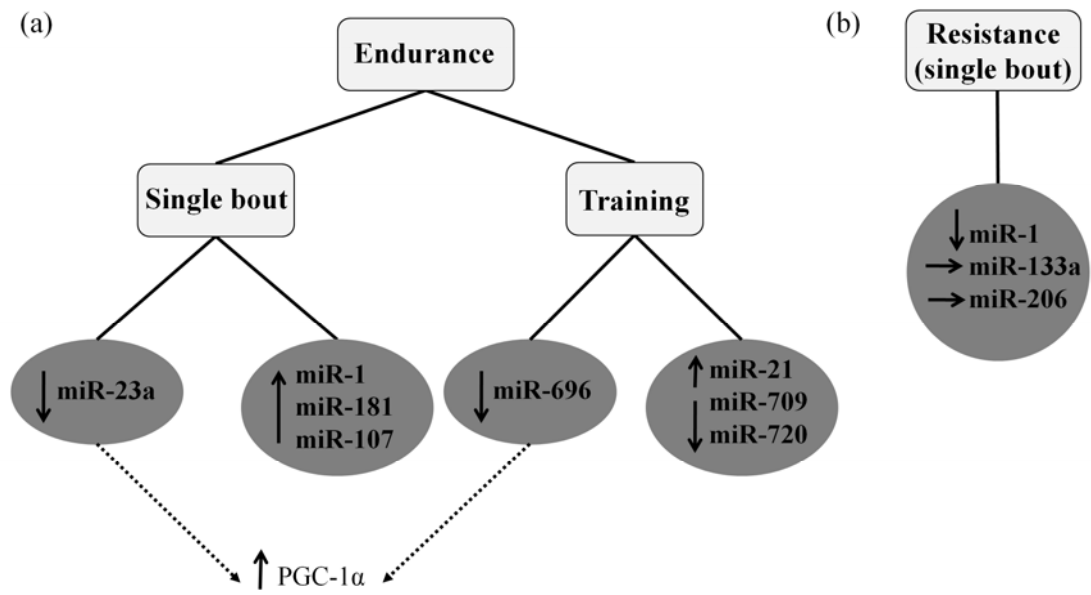 (a)
Endurance
Single bout
Training
↓ miR-23a
↑ miR-1
miR-181
miR-107
↓ miR-696
↑ miR-21
↓ miR-709
miR-720
↑ PGC-1α
(b)
Resistance
(single bout)
↓ miR-1
→ miR-133a
→ miR-206